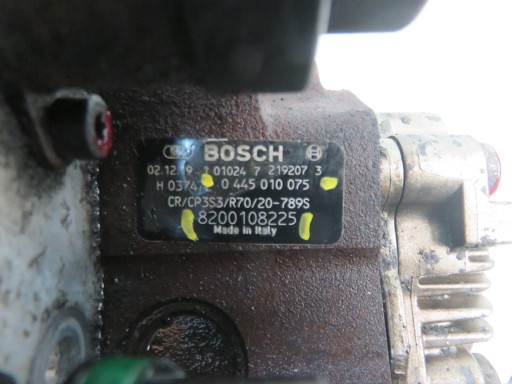 BOSCH
02.12.19 201024 7 219207 3
H 0374 0 445 010 075
CR/CP3S3/R70/20-789S
8200108225
Made in Italy